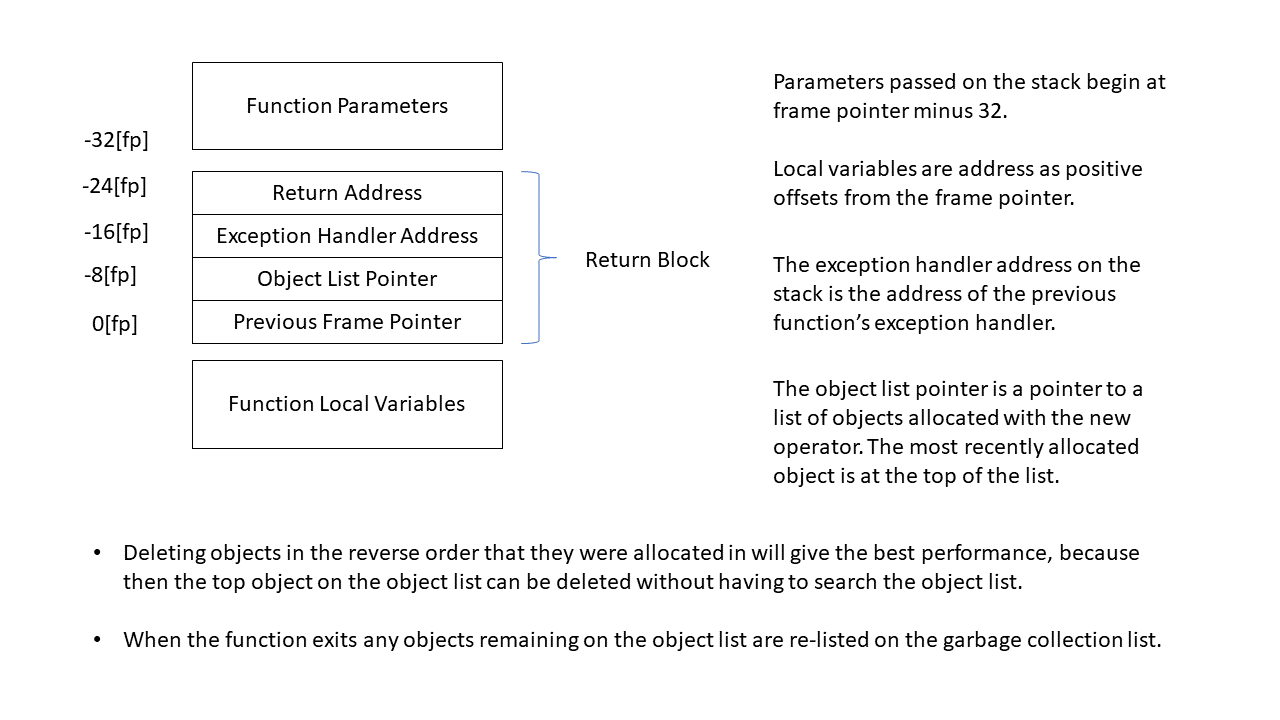 Function Parameters
-32[fp]
-24[fp]
Return Address
-16[fp]
Exception Handler Address
-8[fp]
Object List Pointer
0[fp]
Previous Frame Pointer
Return Block
Function Local Variables
Parameters passed on the stack begin at
frame pointer minus 32.
Local variables are address as positive
offsets from the frame pointer.
The exception handler address on the
stack is the address of the previous
function’s exception handler.
The object list pointer is a pointer to a
list of objects allocated with the new
operator. The most recently allocated
object is at the top of the list.
• Deleting objects in the reverse order that they were allocated in will give the best performance, because
then the top object on the object list can be deleted without having to search the object list.
• When the function exits any objects remaining on the object list are re-listed on the garbage collection list.